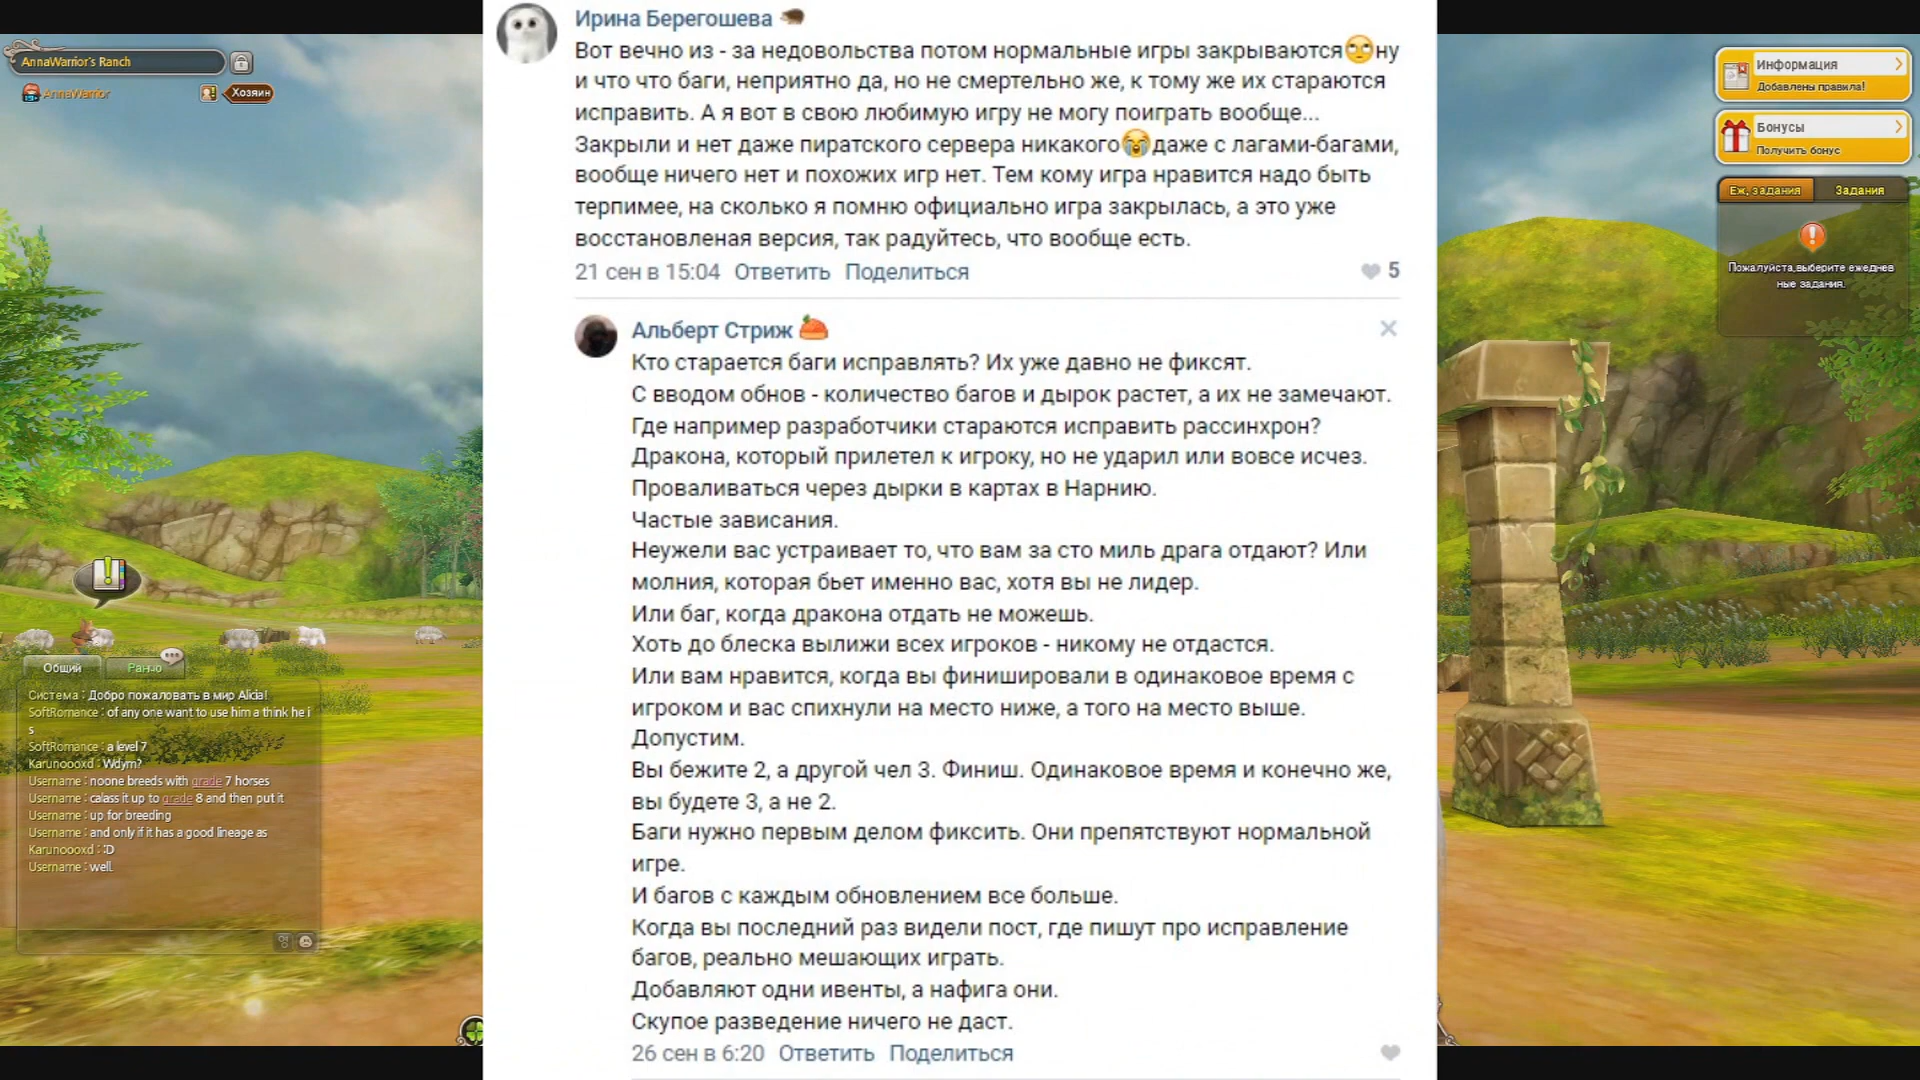 AnnaWarrior's Ranch
AnnaWarrior
Хозяин
Общий
Ранчо
Система : Добро пожаловать в мир Alicia!
SoftRomance : of any one want to use him a think he i
s
SoftRomance : a level 7
Karunoooxd : Wdym?
Username : noone breeds with grade 7 horses
Username : calass it up to grade 8 and then put it
Username : up for breeding
Username : and only if it has a good lineage as
Karunoooxd : :D
Username : well.
Ирина Берегошева
Вот вечно из - за недовольства потом нормальные игры закрываются🙄ну
и что что баги, неприятно да, но не смертельно же, к тому же их стараются
исправить. А я вот в свою любимую игру не могу поиграть вообще...
Закрыли и нет даже пиратского сервера никакого😭даже с лагами-багами,
вообще ничего нет и похожих игр нет. Тем кому игра нравится надо быть
терпимее, на сколько я помню официально игра закрылась, а это уже
восстановленая версия, так радуйтесь, что вообще есть.
21 сен в 15:04 Ответить Поделиться
5
Альберт Стриж
Кто старается баги исправлять? Их уже давно не фиксят.
С вводом обнов - количество багов и дырок растет, а их не замечают.
Где например разработчики стараются исправить рассинхрон?
Дракона, который прилетел к игроку, но не ударил или вовсе исчез.
Проваливаться через дырки в картах в Нарнию.
Частые зависания.
Неужели вас устраивает то, что вам за сто миль драга отдают? Или
молния, которая бьет именно вас, хотя вы не лидер.
Или баг, когда дракона отдать не можешь.
Хоть до блеска вылижи всех игроков - никому не отдастся.
Или вам нравится, когда вы финишировали в одинаковое время с
игроком и вас спихнули на место ниже, а того на место выше.
Допустим.
Вы бежите 2, а другой чел 3. Финиш. Одинаковое время и конечно же,
вы будете 3, а не 2.
Баги нужно первым делом фиксить. Они препятствуют нормальной
игре.
И багов с каждым обновлением все больше.
Когда вы последний раз видели пост, где пишут про исправление
багов, реально мешающих играть.
Добавляют одни ивенты, а нафига они.
Скупое разведение ничего не даст.
26 сен в 6:20 Ответить Поделиться
Информация
Добавлены правила!
Бонусы
Получить бонус
Еж. задания
Задания
Пожалуйста,выберите ежеднев
ные задания.